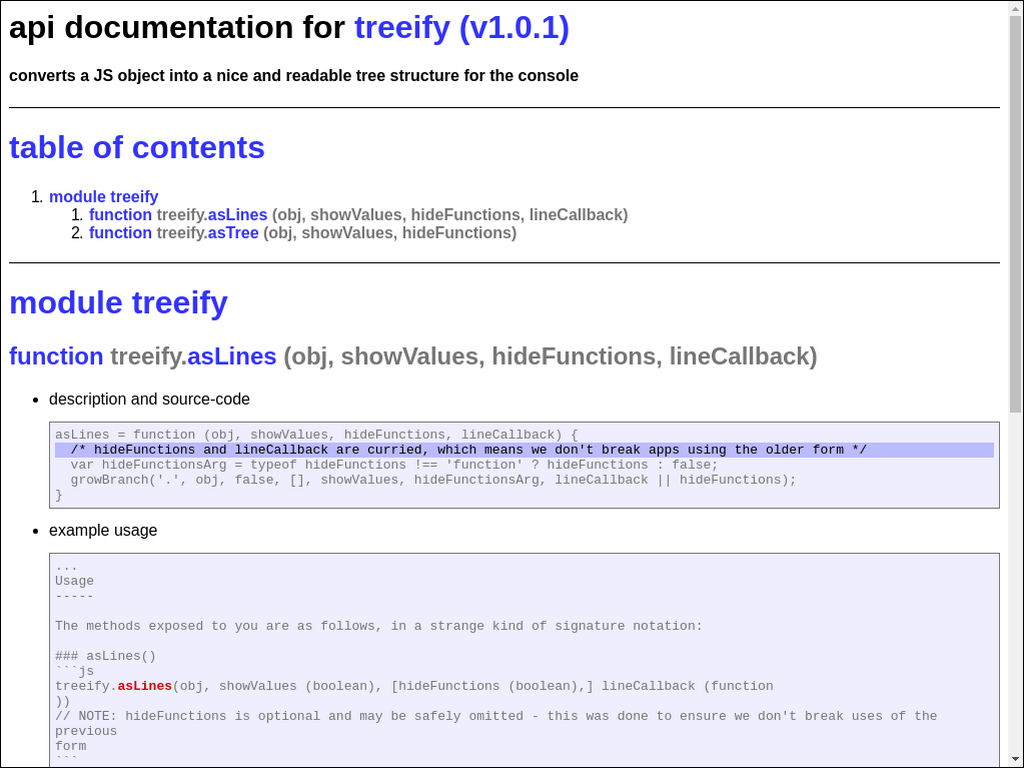 api documentation for treeify (v1.0.1)
converts a JS object into a nice and readable tree structure for the console
table of contents
1. module treeify
1. function treeify.asLines (obj, showValues, hideFunctions, lineCallback)
2. function treeify.asTree (obj, showValues, hideFunctions)
module treeify
function treeify.asLines (obj, showValues, hideFunctions, lineCallback)
• description and source-code
asLines = function (obj, showValues, hideFunctions, lineCallback) {
  /* hideFunctions and lineCallback are curried, which means we don't break apps using the older form */
  var hideFunctionsArg = typeof hideFunctions !== 'function' ? hideFunctions : false;
  growBranch('.', obj, false, [], showValues, hideFunctionsArg, lineCallback || hideFunctions);
}
• example usage
...
Usage
-----
The methods exposed to you are as follows, in a strange kind of signature notation:
### asLines()
```js
treeify.asLines(obj, showValues (boolean), [hideFunctions (boolean),] lineCallback (function
))
// NOTE: hideFunctions is optional and may be safely omitted - this was done to ensure we don't break uses of the
previous
form
```